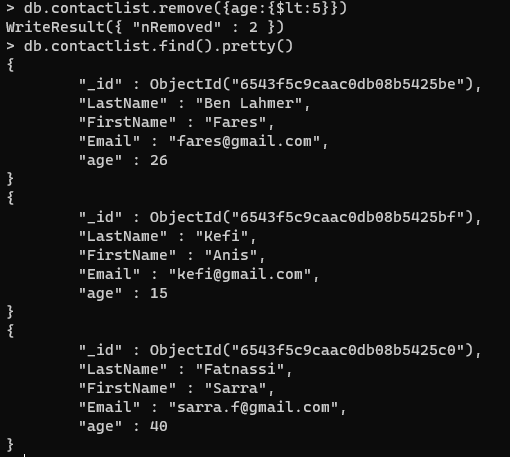 > db.contactlist.remove({age:{$lt:5}})
WriteResult({ "nRemoved" : 2 })
> db.contactlist.find().pretty()
{
        "_id" : ObjectId("6543f5c9caac0db08b5425be"),
        "LastName" : "Ben Lahmer",
        "FirstName" : "Fares",
        "Email" : "fares@gmail.com",
        "age" : 26
}
{
        "_id" : ObjectId("6543f5c9caac0db08b5425bf"),
        "LastName" : "Kefi",
        "FirstName" : "Anis",
        "Email" : "kefi@gmail.com",
        "age" : 15
}
{
        "_id" : ObjectId("6543f5c9caac0db08b5425c0"),
        "LastName" : "Fatnassi",
        "FirstName" : "Sarra",
        "Email" : "sarra.f@gmail.com",
        "age" : 40
}